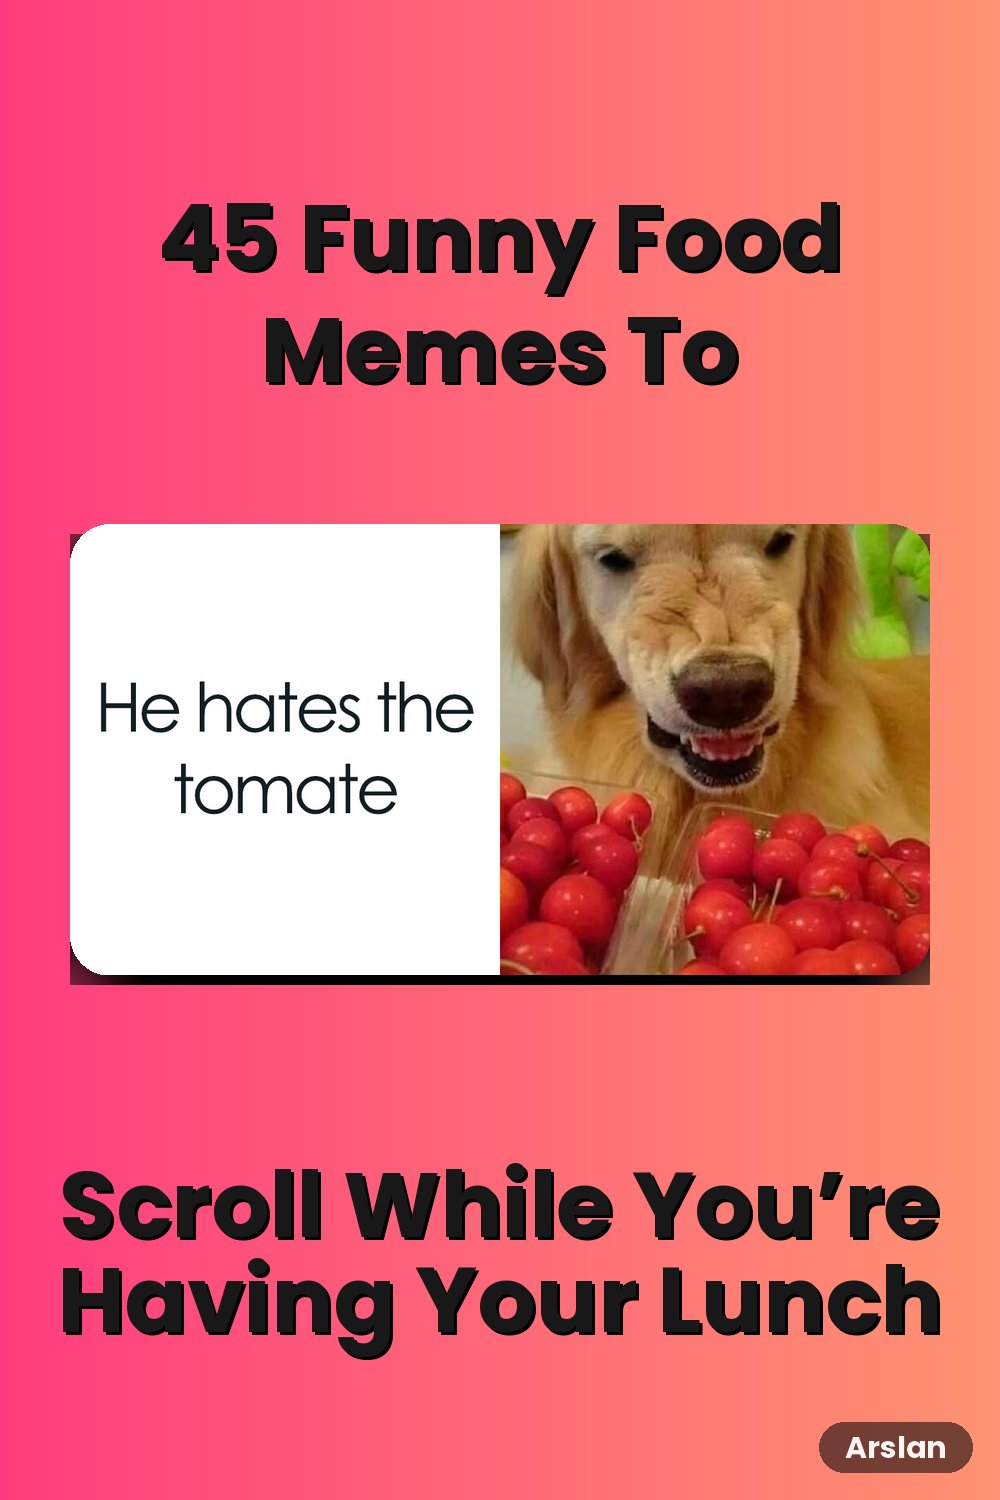 45 Funny Food
Memes To
He hates the
tomate
Scroll While You’re
Having Your Lunch
Arslan